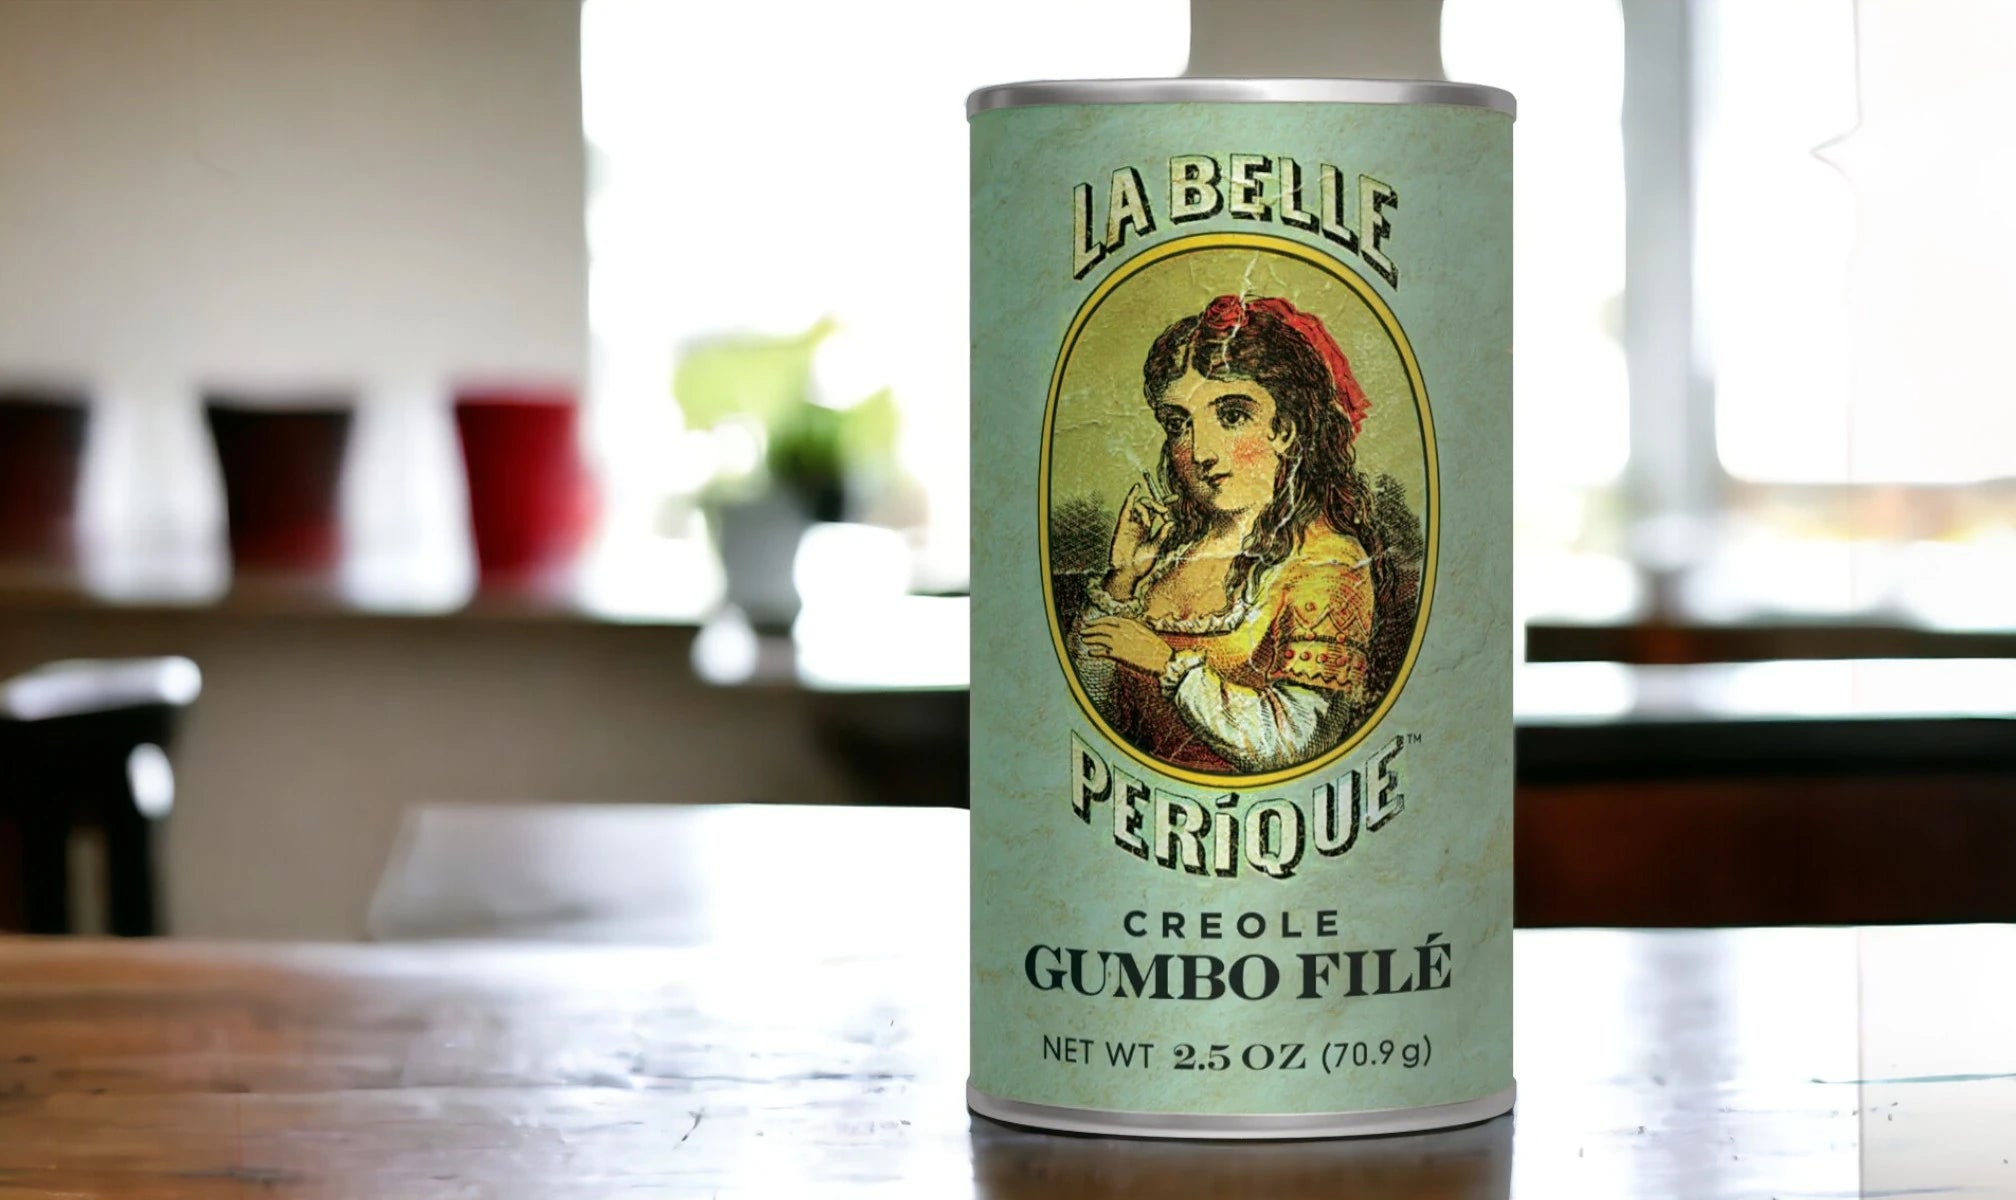 LA BELLE
PERíQUE™
CREOLE
GUMBO FILÉ
NET WT 2.5 OZ (70.9 g)